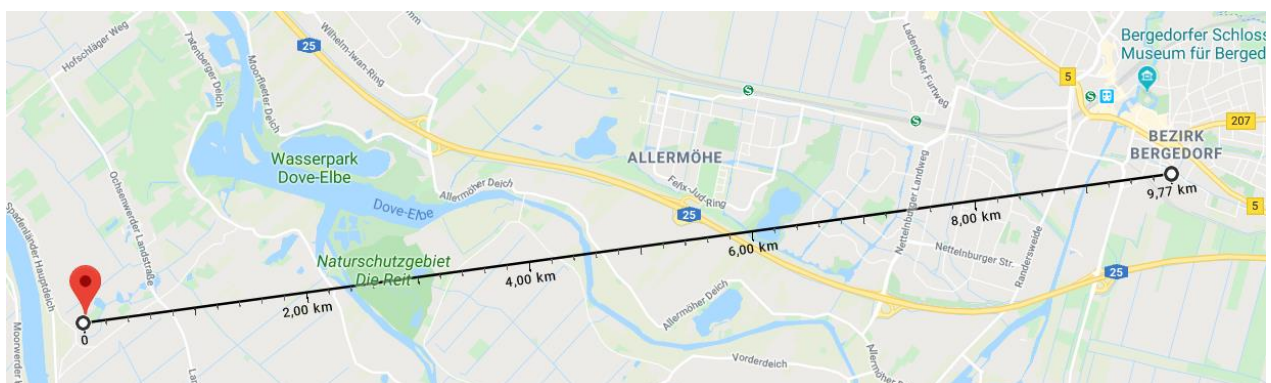 Hofschläger Weg
Tatenberger Deich
Moorfleeter Deich
25
Wilhelm-Iwan-Ring
Ladenbeker Furtweg
Bergedorfer Schloss
Museum für Berged
5
S
S
S
207
BEZIRK
BERGEDORF
9,77 km
5
Wasserpark
Dove-Elbe
ALLERMÖHE
Felix-Jud-Ring
Allermöher Deich
Dove-Elbe
25
Nettelnburger Landweg
8,00 km
6,00 km
Nettelnburger Str.
Randersweide
25
Ochsenwerder Landstraße
Spadenländer Hauptdeich
Naturschutzgebiet
Die Reit
4,00 km
2,00 km
0
Allermöher Deich
Vorderdeich
Allermöher
Moorwerder